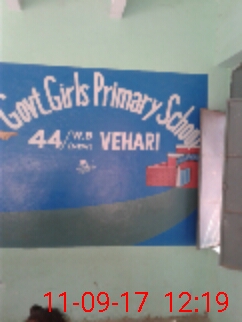 Govt. Girls Primary School
44/W.B VEHARI
11-09-17 12:19